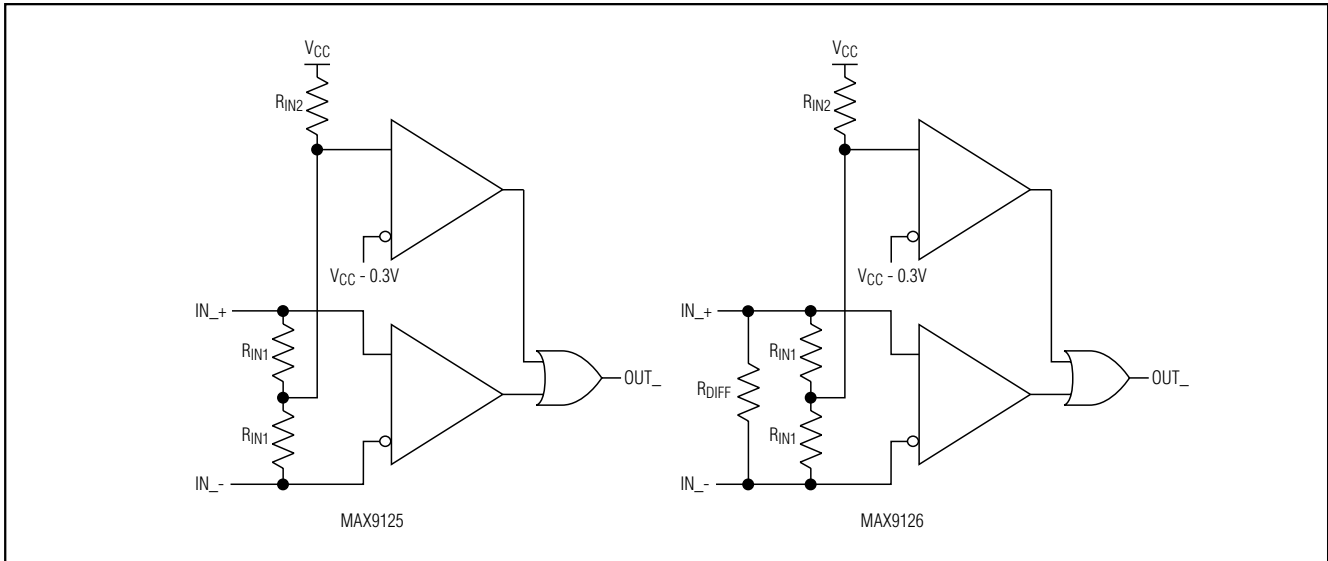 VCC
RIN2
VCC - 0.3V
IN_+
RIN1
RIN1
IN_-
OUT_
MAX9125
VCC
RIN2
VCC - 0.3V
IN_+
RDIFF
RIN1
RIN1
IN_-
OUT_
MAX9126